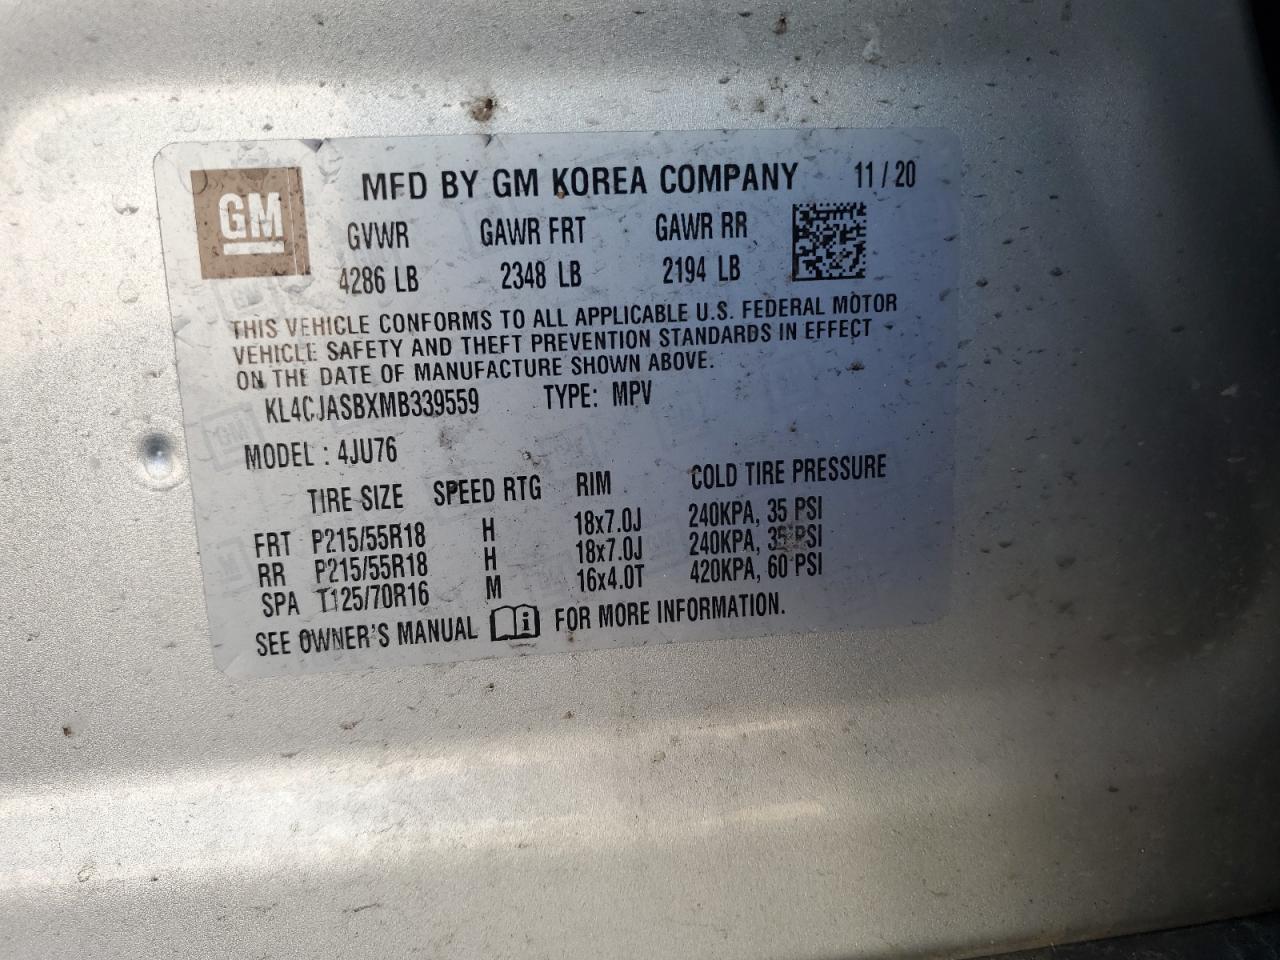 GM
MFD BY GM KOREA COMPANY 11/20
GVWR GAWR FRT GAWR RR
4286 LB 2348 LB 2194 LB
THIS VEHICLE CONFORMS TO ALL APPLICABLE U.S. FEDERAL MOTOR
VEHICLE SAFETY AND THEFT PREVENTION STANDARDS IN EFFECT
ON THE DATE OF MANUFACTURE SHOWN ABOVE.
KL4CJASBXMB339559 TYPE: MPV
MODEL : 4JU76
TIRE SIZE SPEED RTG RIM COLD TIRE PRESSURE
FRT P215/55R18 H 18x7.0J 240KPA, 35 PSI
RR P215/55R18 H 18x7.0J 240KPA, 35 PSI
SPA T125/70R16 M 16x4.0T 420KPA, 60 PSI
SEE OWNER'S MANUAL i FOR MORE INFORMATION.